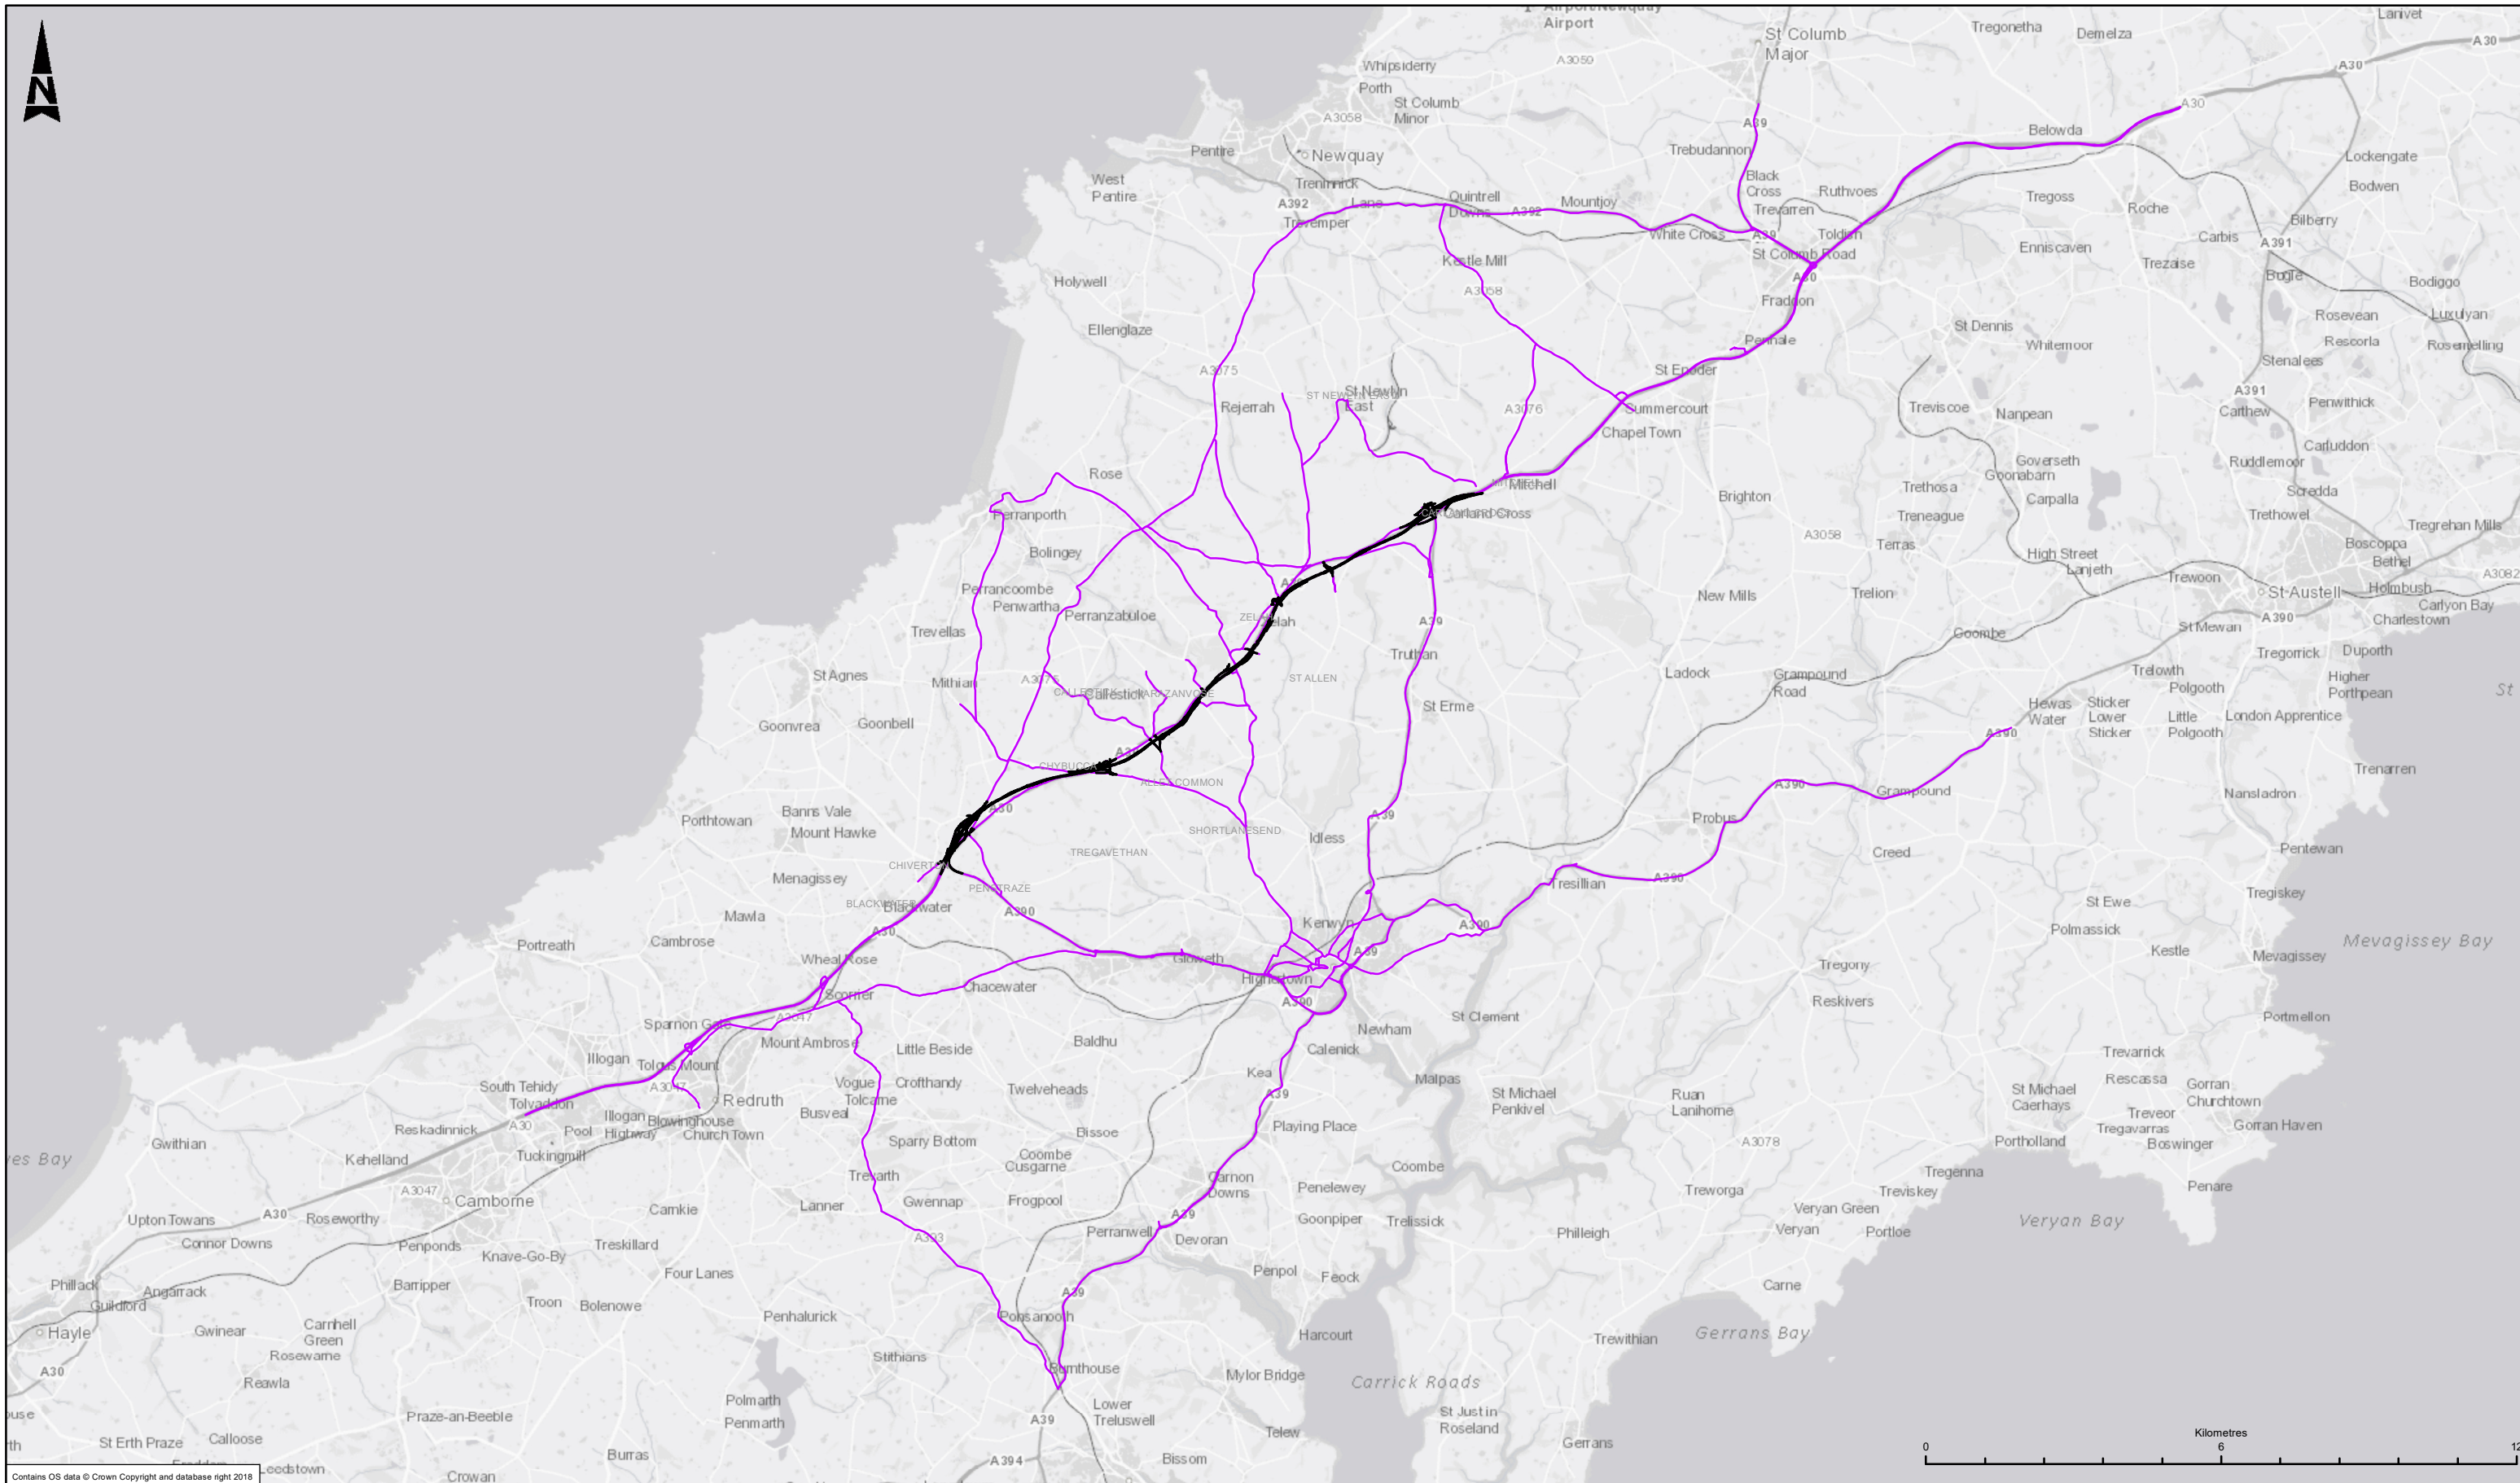 Airport
St Columb
Major
Tregonetha
Demelza
Lanivet
A30
A30
Whipsiderry
A3059
Porth
St Columb
Minor
A3058
A39
A30
Belowda
Pentire
Newquay
Trebudannon
Lockengate
West
Pentire
Black
Cross
Ruthvoes
Bodwen
Quintrell
Downs
Mountjoy
Tregoss
Roche
A392
Lane
A392
Trevarren
Bilberry
Trevemper
White Cross
A39
Toldish
Carbis
A391
St Columb Road
Enniscaven
Trezaise
Kestle Mill
A30
Bugle
Holywell
Bodiggo
A3058
Fraddon
Ellenglaze
St Dennis
Rosevean
Luxulyan
Penhale
Whitemoor
Rescorla
Rosemelling
Stenalees
A3075
St Enoder
St Newlyn
East
A391
Rejerrah
A3076
Summercourt
Treviscoe
Nanpean
Carthew
Penwithick
Chapel Town
Carluddon
Rose
Goverseth
Goonabarn
Ruddlemoor
Mitchell
Trethosa
Carpalla
Scredda
Perranporth
Carland Cross
Brighton
Treneague
Trethowel
Tregrehan Mills
A3058
Terras
Boscoppa
Bolingey
High Street
Lanjeth
Bethel
Perrancoombe
Trewoon
A3082
Penwartha
St Austell
Holmbush
New Mills
Trelion
Carlyon Bay
Perranzabuloe
Zelah
A39
A390
Charlestown
Trevellas
Coombe
St Mewan
Truthan
Tregorrick
Duporth
St Agnes
Ladock
Grampound
Road
Trelowth
Higher
Porthpean
Mithian
A3075
Callestick
MARAZANVOSE
ST ALLEN
Polgooth
St
Goonvrea
Goonbell
St Erme
Hewas
Water
Sticker
Lower
Sticker
Little
Polgooth
London Apprentice
A390
CHYBUCCA
ALLET COMMON
Trenarren
A390
Grampound
Nansladron
Porthtowan
Banns Vale
Mount Hawke
A30
SHORTLANESEND
Idless
A39
Probus
TREGAVETHAN
Creed
Pentewan
CHIVERTON
Menagissey
PENSTRAZE
Tresillian
A390
Tregiskey
BLACKWATER
Blackwater
A390
St Ewe
Mawla
Kenwyn
A390
Polmassick
A30
Mevagissey Bay
Portreath
Cambrose
Kestle
Mevagissey
Wheal Rose
Gloweth
A39
Tregony
Highertown
Chacewater
Scorrier
A390
Reskivers
Sparnon Gate
A3047
Newham
St Clement
Portmellon
Illogan
Mount Ambrose
Little Beside
Baldhu
Calenick
Trevarrick
Tolgus Mount
Kea
Malpas
Rescassa
South Tehidy
A3047
Vogue
Crofthandy
Twelveheads
St Michael
Penkivel
Ruan
Lanihorne
St Michael
Caerhays
Gorran
Churchtown
Tolvaddon
Redruth
Tolcarne
A39
Treveor
A30
Illogan
Highway
Blowinghouse
Busveal
Tregavarras
Gorran Haven
Reskadinnick
Pool
Church Town
Bissoe
Playing Place
A3078
Portholland
Boswinger
Gwithian
Sparry Bottom
Kehelland
Tuckingmill
Coombe
Cusgarne
Coombe
Tregenna
Trevarth
Carnon
Downs
Penelewey
Treworga
Treviskey
Penare
A3047
Camborne
Carnkie
Lanner
Gwennap
Frogpool
Goonpiper
Trelissick
Veryan Green
Upton Towans
A30
Roseworthy
A39
Veryan
Portloe
Veryan Bay
Connor Downs
Penponds
Knave-Go-By
Treskillard
A393
Perranwell
Devoran
Philleigh
Phillack
Angarrack
Barripper
Four Lanes
Penpol
Feock
Carne
Guildford
Troon
Bolenowe
Penhalurick
A39
Ponsanooth
Hayle
Gwinear
Carnhell
Green
Harcourt
Trewithian
Gerrans Bay
Rosewarne
Stithians
Burnthouse
A30
Reawla
Polmarth
Mylor Bridge
Carrick Roads
Praze-an-Beeble
Penmarth
A39
Lower
Treluswell
St Just in
Roseland
Telew
Kilometres
St Erth Praze
Calloose
Burras
Gerrans
0 6 12
Leedstown
Crowan
A394
Bissom
Contains OS data © Crown Copyright and database right 2018
N